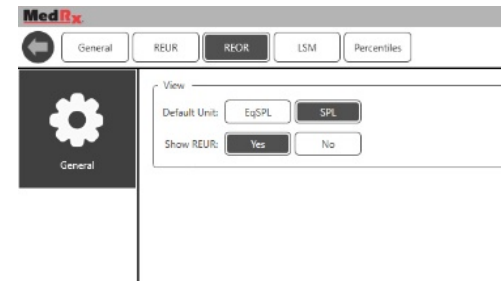 MedRx
General REUR REOR LSM Percentiles
View
Default Unit: EqSPL SPL
Show REUR: Yes No
General